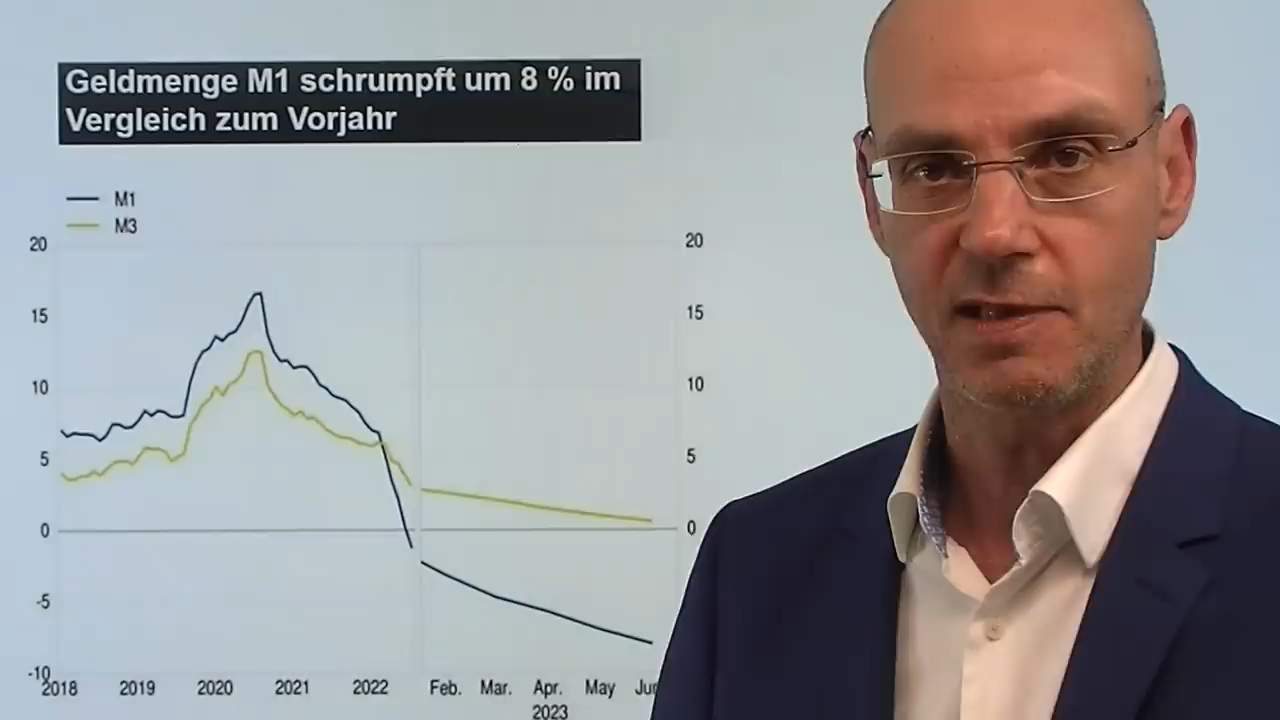 Geldmenge M1 schrumpft um 8 % im
Vergleich zum Vorjahr
M1
M3
20 20
15 15
10 10
5 5
0 0
-5
-10
2018 2019 2020 2021 2022 Feb. Mar. Apr. May
2023